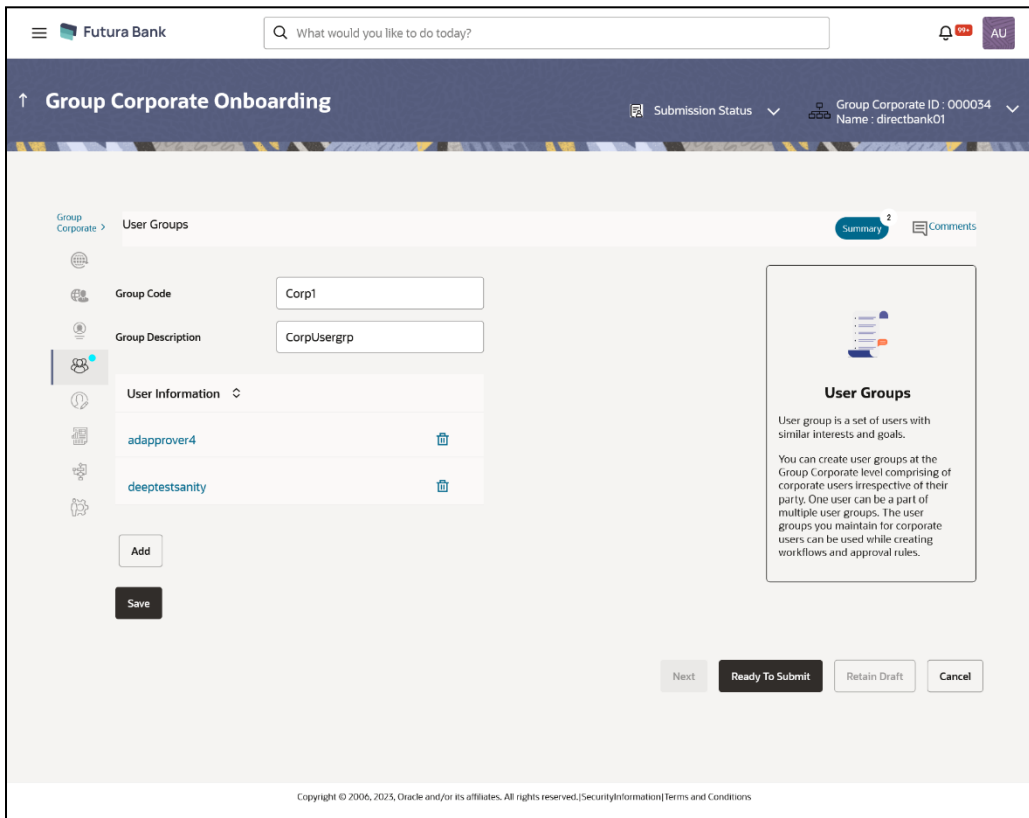 Futura Bank
What would you like to do today?
99+
AU
↑ Group Corporate Onboarding
Submission Status
Group Corporate ID : 000034
Name : directbank01
Group
Corporate >
User Groups
Summary
2
Comments
Group Code
Corp1
Group Description
CorpUsergrp
User Information
adapprover4
deeptestsanity
Add
Save
User Groups
User group is a set of users with
similar interests and goals.
You can create user groups at the
Group Corporate level comprising of
corporate users irrespective of their
party. One user can be a part of
multiple user groups. The user
groups you maintain for corporate
users can be used while creating
workflows and approval rules.
Next
Ready To Submit
Retain Draft
Cancel
Copyright © 2006, 2023, Oracle and/or its affiliates. All rights reserved.|SecurityInformation|Terms and Conditions